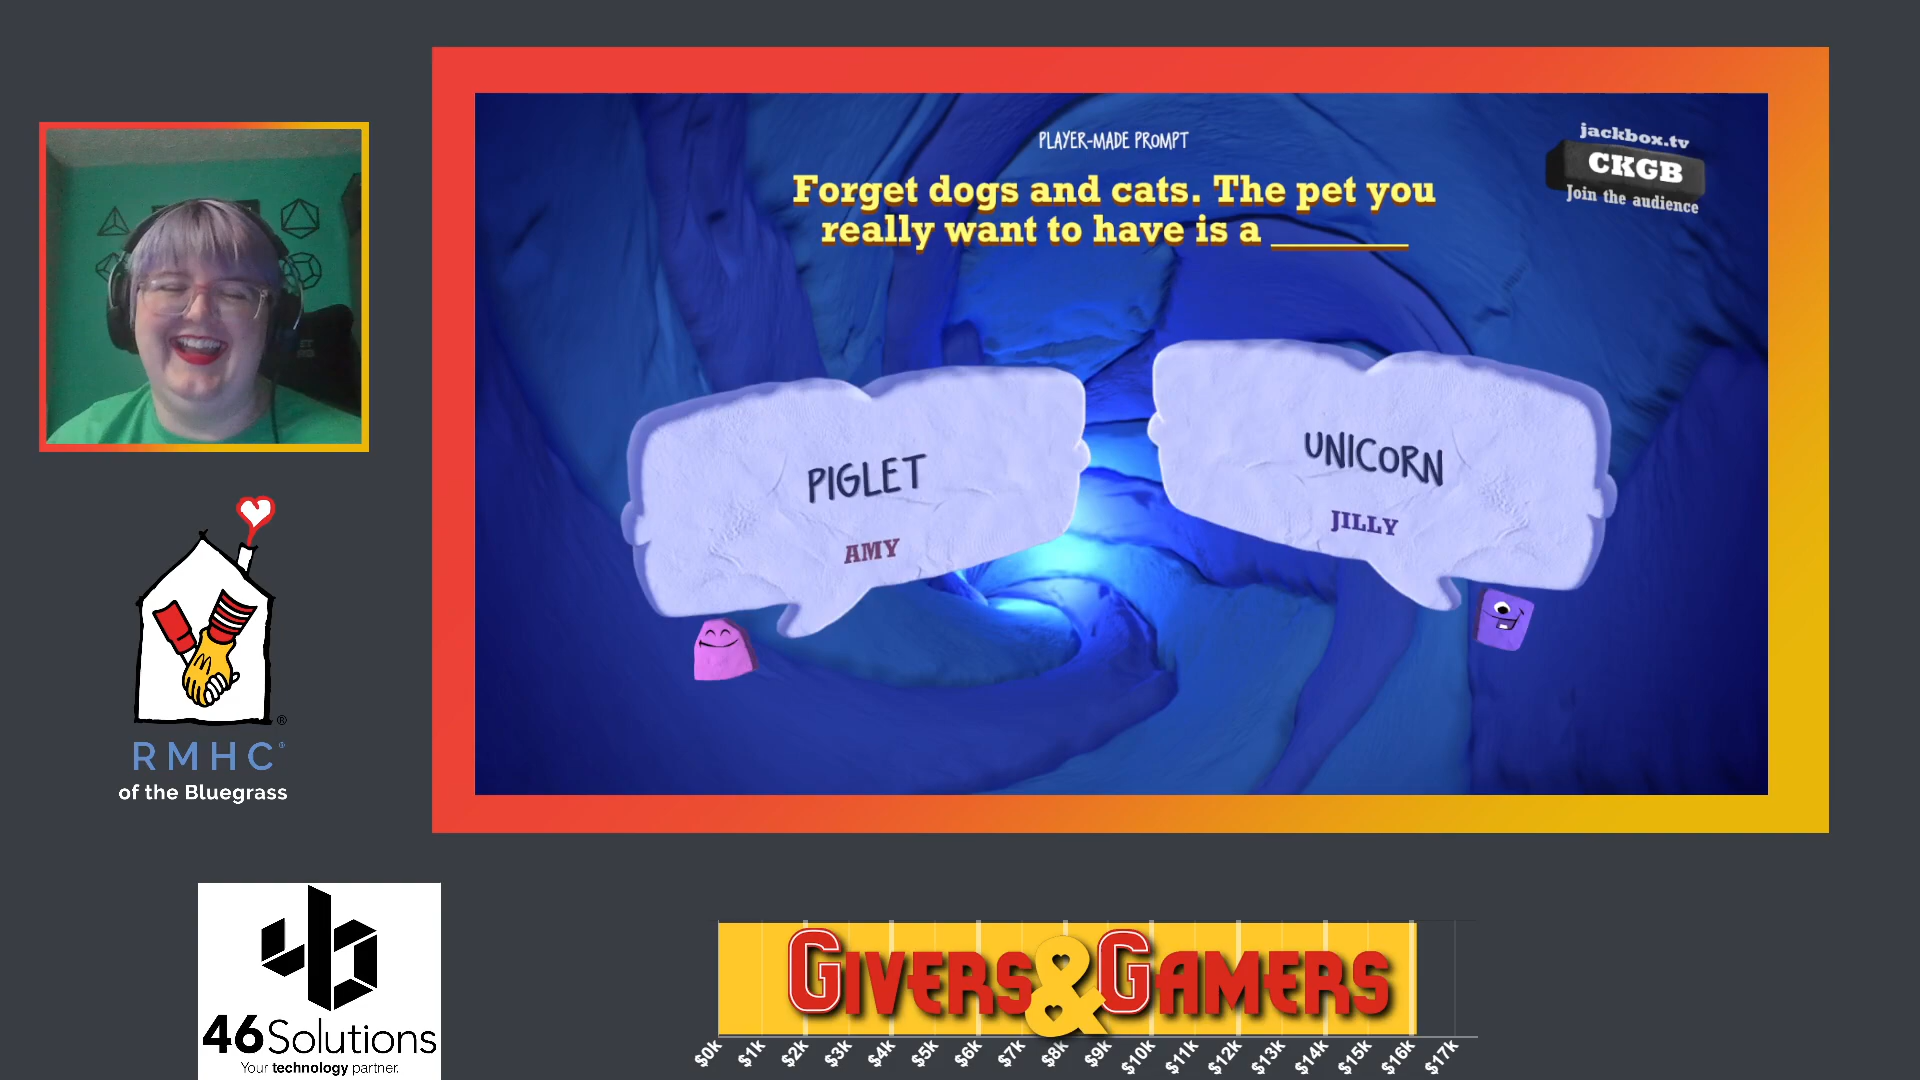 PLAYER-MADE PROMPT
Forget dogs and cats. The pet you
really want to have is a ________
jackbox.tv
CKGB
Join the audience
PIGLET
AMY
UNICORN
JILLY
RMHC®
of the Bluegrass
46Solutions
Your technology partner.
GIVERS&GAMERS
$0k $1k $2k $3k $4k $5k $6k $7k $8k $9k $10k $11k $12k $13k $14k $15k $16k $17k